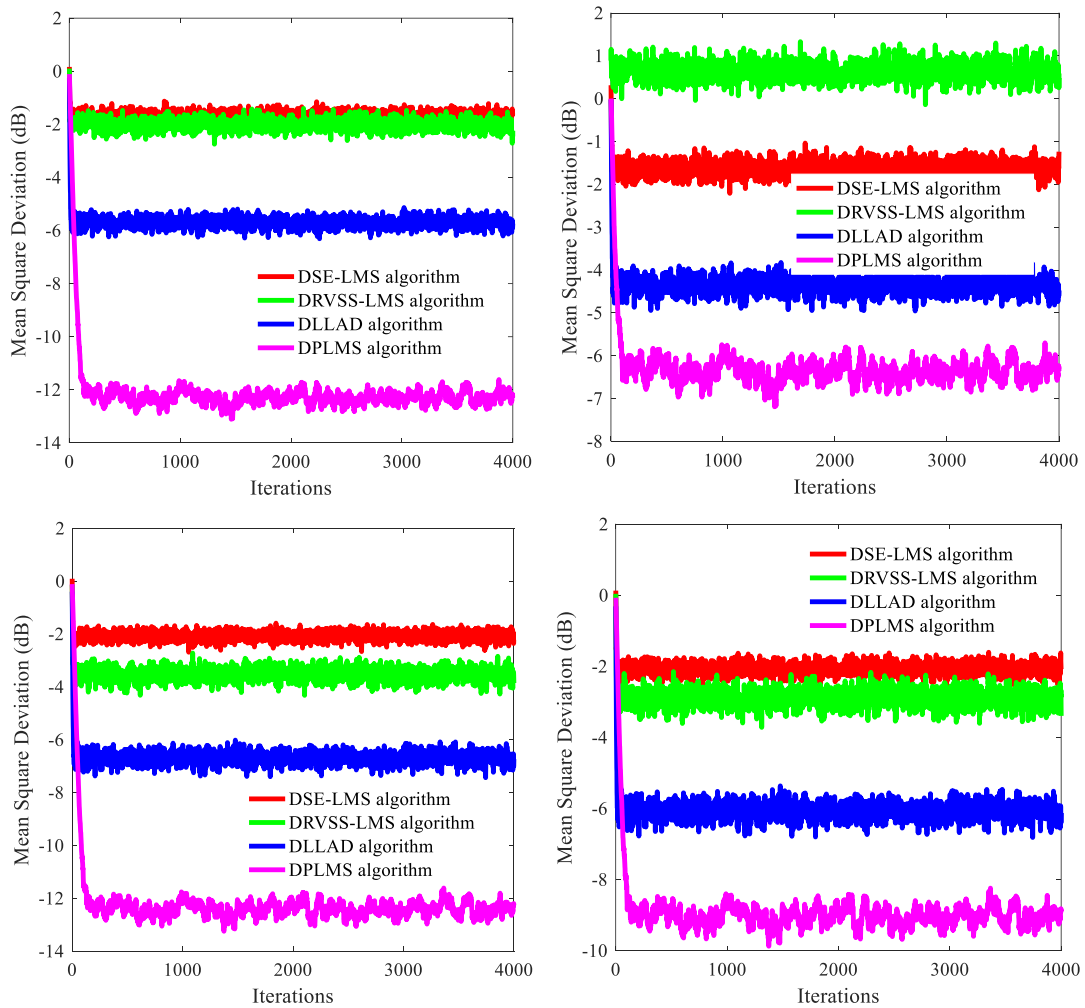 2
0
-2
-4
-6
-8
-10
-12
-14
0
1000
2000
3000
4000
Mean Square Deviation (dB)
Iterations
DSE-LMS algorithm
DRVSS-LMS algorithm
DLLAD algorithm
DPLMS algorithm
2
1
0
-1
-2
-3
-4
-5
-6
-7
-8
0
1000
2000
3000
4000
Mean Square Deviation (dB)
Iterations
DSE-LMS algorithm
DRVSS-LMS algorithm
DLLAD algorithm
DPLMS algorithm
2
0
-2
-4
-6
-8
-10
-12
-14
0
1000
2000
3000
4000
Mean Square Deviation (dB)
Iterations
DSE-LMS algorithm
DRVSS-LMS algorithm
DLLAD algorithm
DPLMS algorithm
2
0
-2
-4
-6
-8
-10
0
1000
2000
3000
4000
Mean Square Deviation (dB)
Iterations
DSE-LMS algorithm
DRVSS-LMS algorithm
DLLAD algorithm
DPLMS algorithm